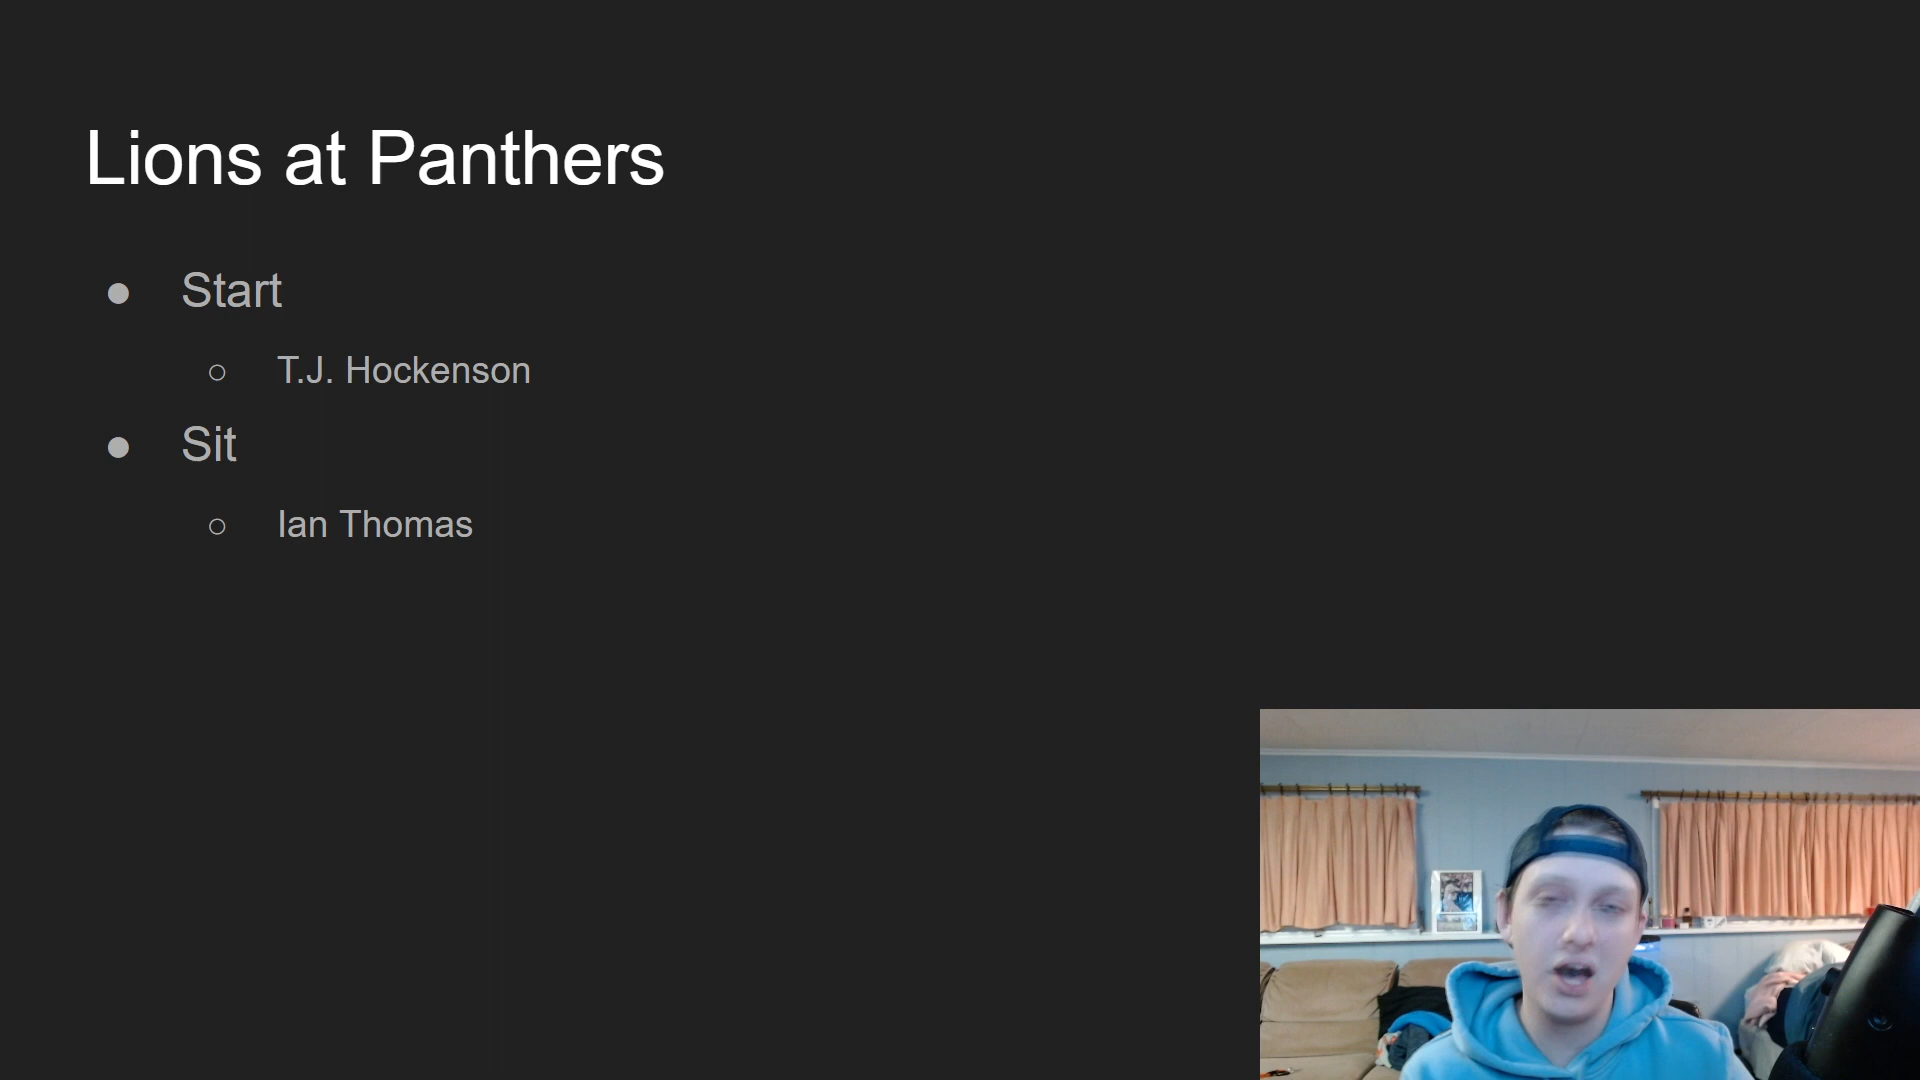 Lions at Panthers
Start
T.J. Hockenson
Sit
Ian Thomas